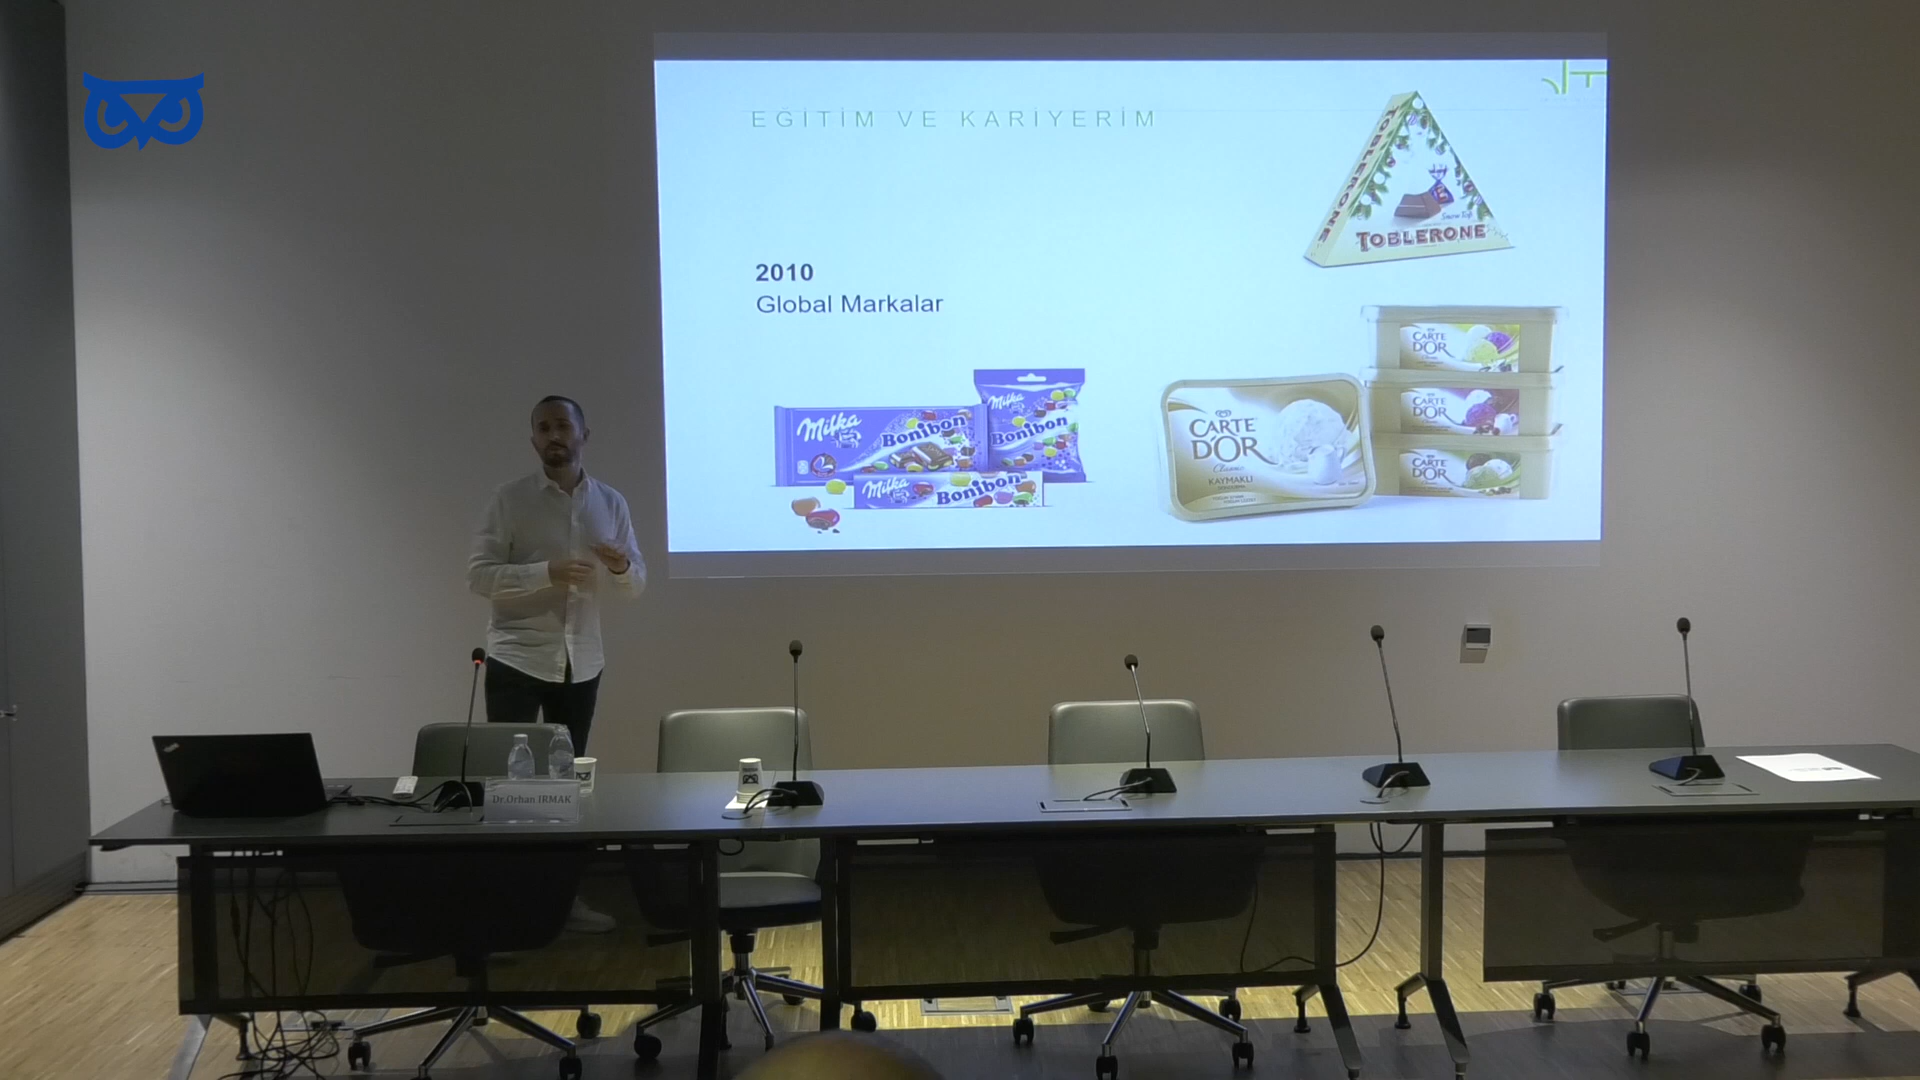 EĞİTİM VE KARİYERİM
2010
Global Markalar
TOBLERONE
TOBLERONE
Milka
Bonibon
Milka
Bonibon
Milka
Bonibon
CARTE
D'OR
Classic
KAYMAKLI
CARTE
D'OR
CARTE
D'OR
CARTE
D'OR
Dr.Orhan IRMAK